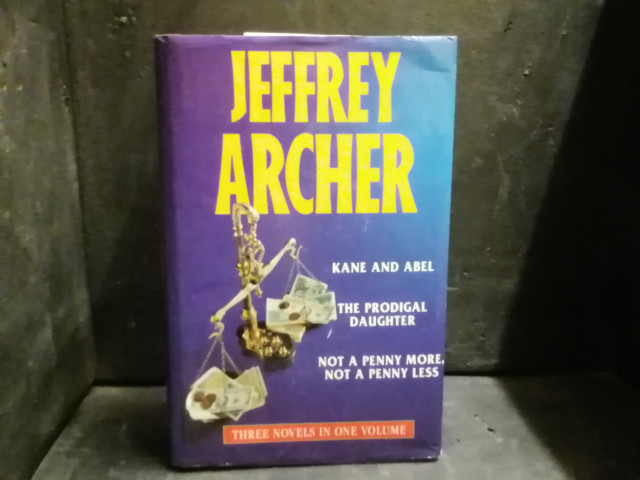 JEFFREY
ARCHER
KANE AND ABEL
THE PRODIGAL
DAUGHTER
NOT A PENNY MORE,
NOT A PENNY LESS
THREE NOVELS IN ONE VOLUME